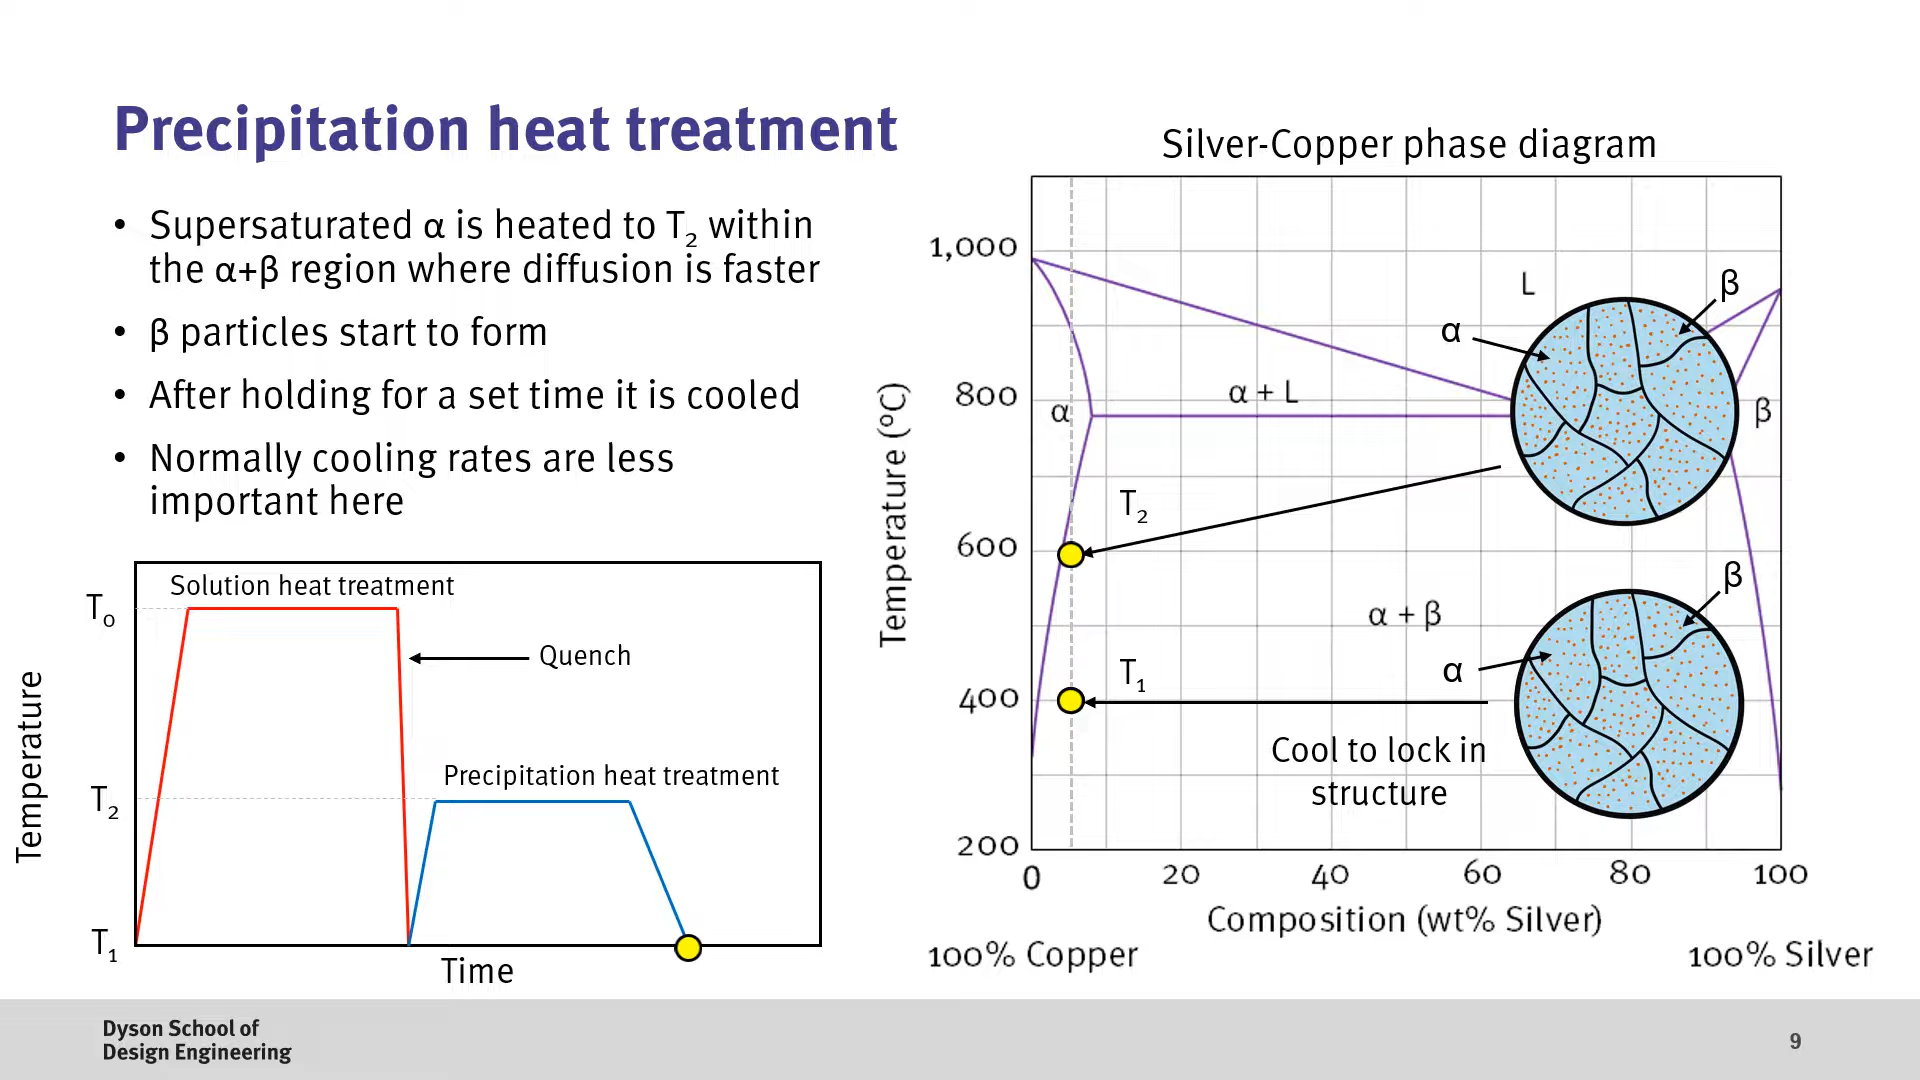 Precipitation heat treatment
• Supersaturated α is heated to T₂ within
the α+β region where diffusion is faster
• β particles start to form
• After holding for a set time it is cooled
• Normally cooling rates are less
important here
Solution heat treatment
T₀
Quench
Precipitation heat treatment
T₂
T₁
Temperature
Time
Silver-Copper phase diagram
1,000
800
600
400
200
Temperature (°C)
L
β
α
α + L
α
β
T₂
α + β
β
T₁
α
Cool to lock in
structure
0 20 40 60 80 100
Composition (wt% Silver)
100% Copper
100% Silver
Dyson School of
Design Engineering
9